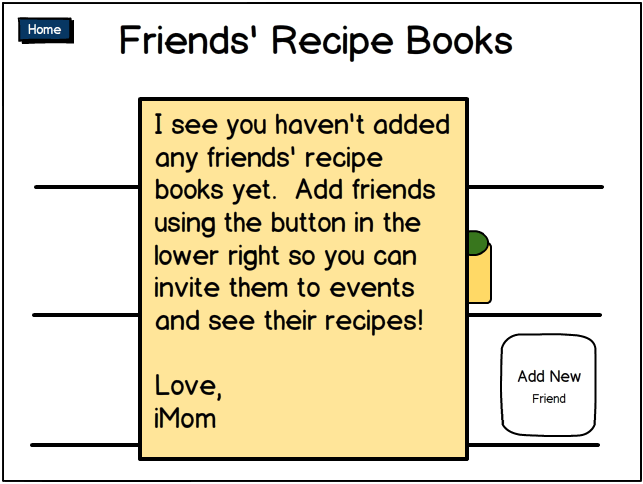 Home
Friends' Recipe Books
I see you haven't added
any friends' recipe
books yet.  Add friends
using the button in the
lower right so you can
invite them to events
and see their recipes!
Love,
iMom
Add New
Friend